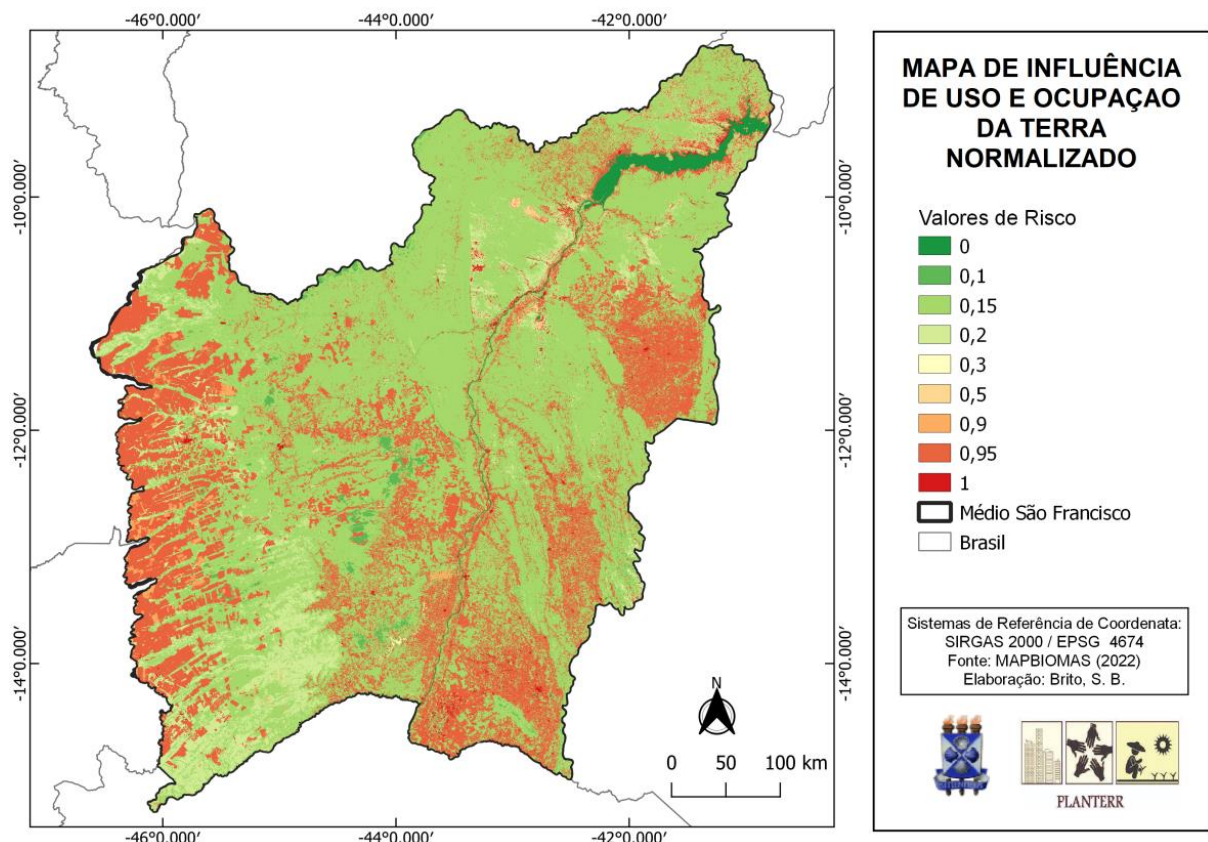 -46°0.000′
-44°0.000′
-42°0.000′
-10°0.000′
-12°0.000′
-14°0.000′
-10°0.000′
-12°0.000′
-14°0.000′
N
0 50 100 km
-46°0.000′
-44°0.000′
-42°0.000′
MAPA DE INFLUÊNCIA
DE USO E OCUPAÇAO
DA TERRA
NORMALIZADO
Valores de Risco
0
0,1
0,15
0,2
0,3
0,5
0,9
0,95
1
Médio São Francisco
Brasil
Sistemas de Referência de Coordenata:
SIRGAS 2000 / EPSG 4674
Fonte: MAPBIOMAS (2022)
Elaboração: Brito, S. B.
PLANTERR